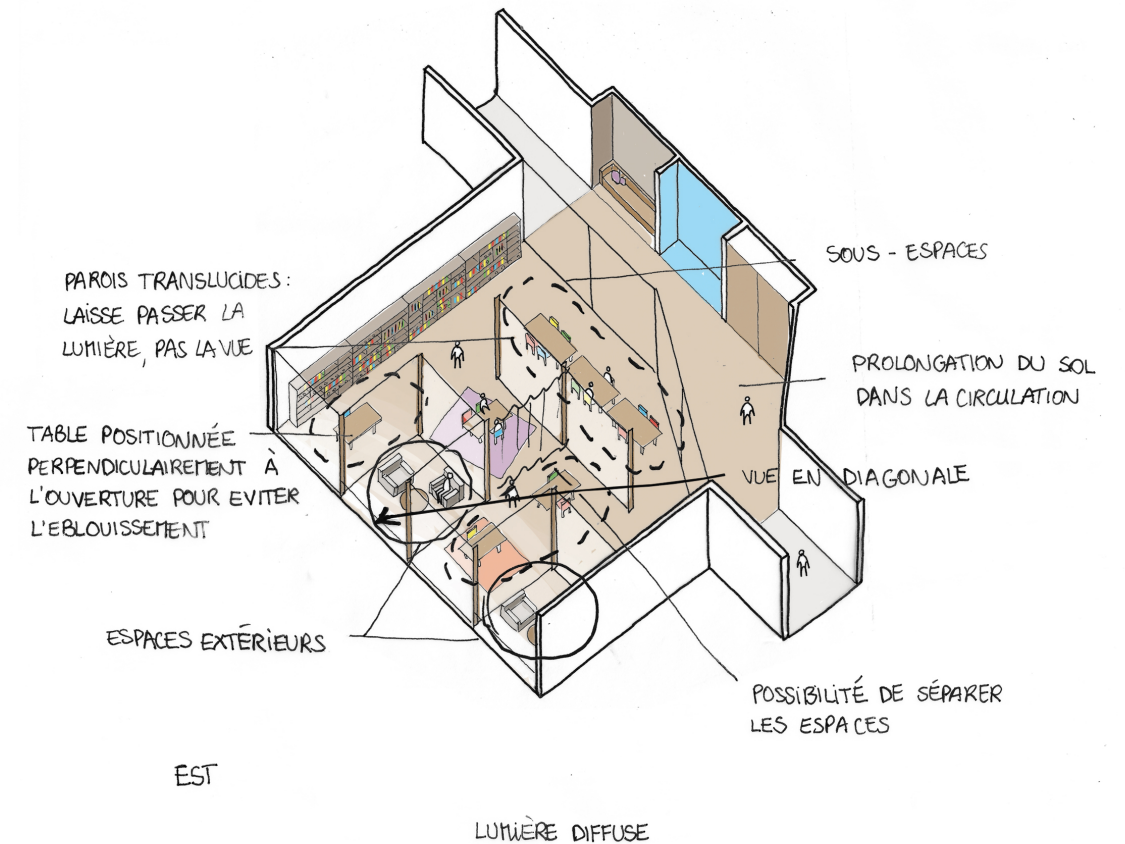 SOUS - ESPACES
PAROIS TRANSLUCIDES :
LAISSE PASSER LA
LUMIÈRE, PAS LA VUE
PROLONGATION DU SOL
DANS LA CIRCULATION
TABLE POSITIONNÉE
PERPENDICULAIREMENT À
L'OUVERTURE POUR EVITER
L'EBLOUISSEMENT
VUE EN DIAGONALE
ESPACES EXTÉRIEURS
POSSIBILITÉ DE SÉPARER
LES ESPACES
EST
LUMIÈRE DIFFUSE